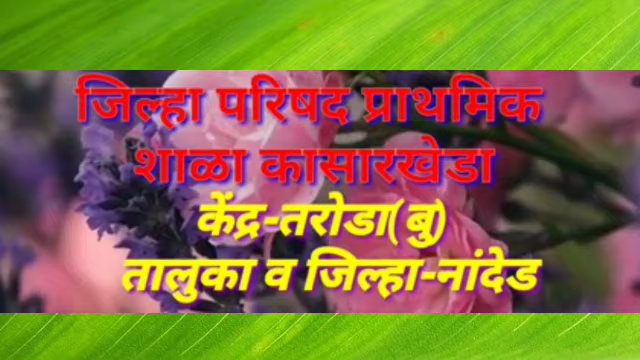 जिल्हा परिषद प्राथमिक
शाळा कासारखेडा
केंद्र-तरोडा(बु)
तालुका व जिल्हा-नांदेड